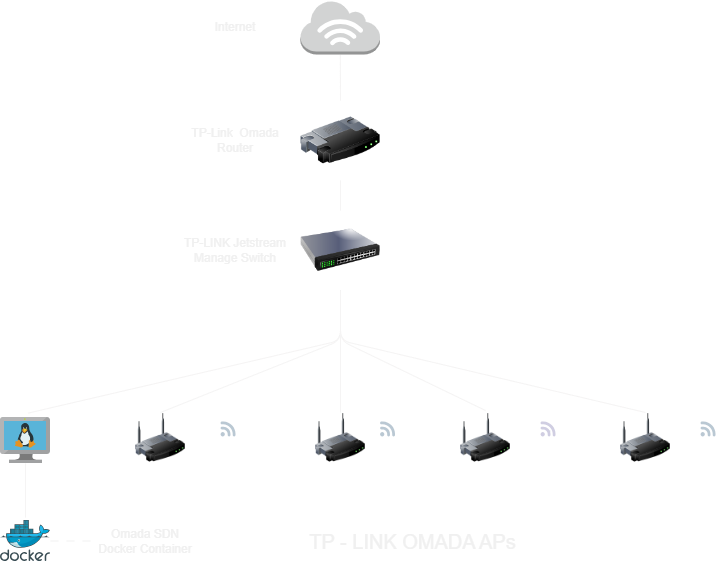 Internet
TP-Link Omada
Router
TP-LINK Jetstream
Manage Switch
Omada SDN
Docker Container
docker
TP - LINK OMADA APs